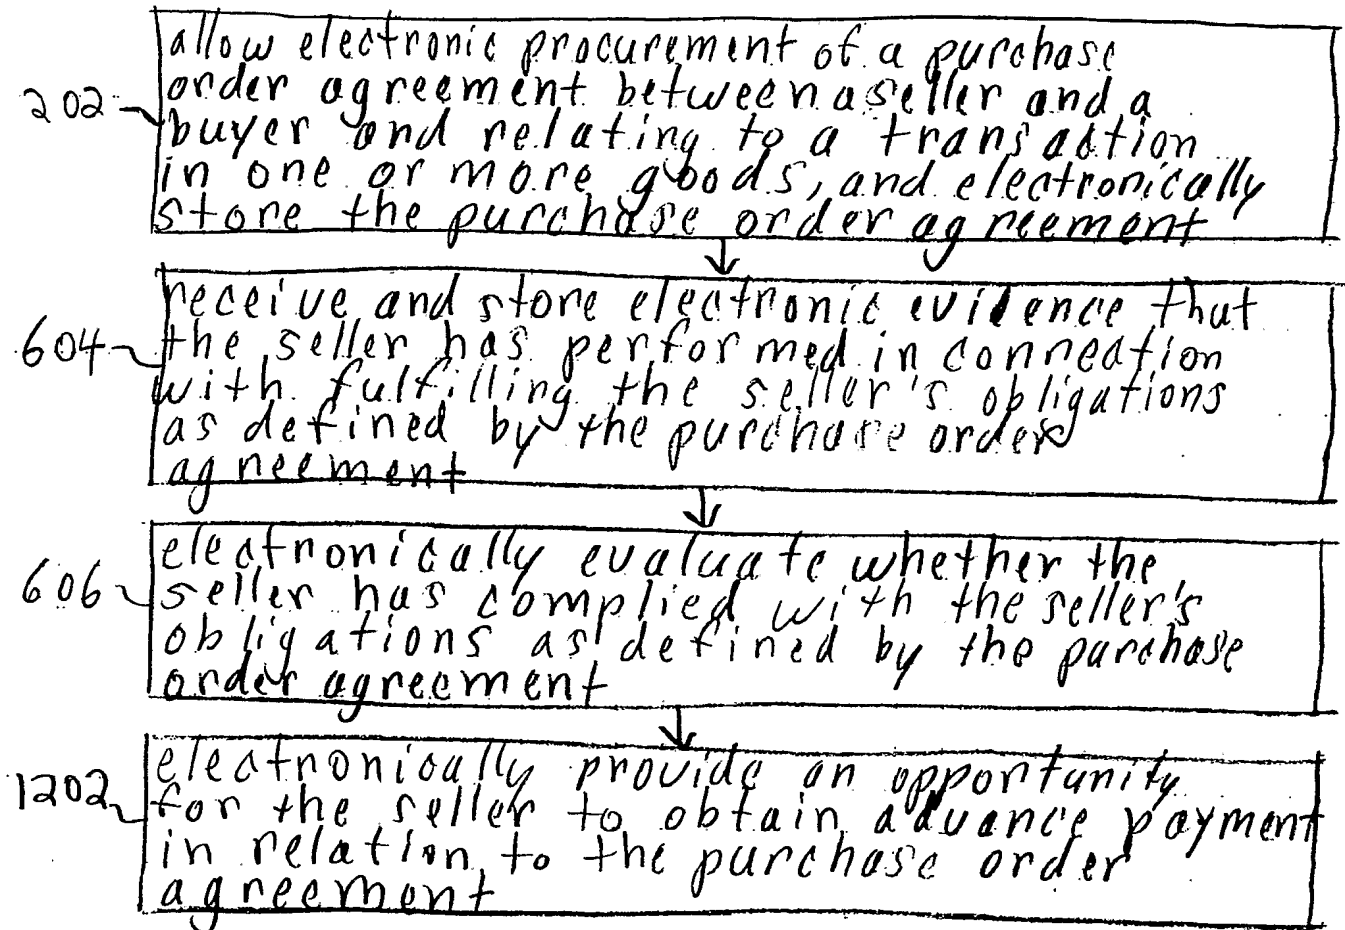 allow electronic procurement of a purchase
order agreement between a seller and a
202
buyer and relating to a transaction
in one or more goods, and electronically
store the purchase order agreement
receive and store electronic evidence that
604
the seller has performed in connection
with fulfilling the seller's obligations
as defined by the purchase order
agreement
electronically evaluate whether the
606
seller has complied with the seller's
obligations as defined by the purchase
order agreement
electronically provide an opportunity
1202
for the seller to obtain advance payment
in relation to the purchase order
agreement